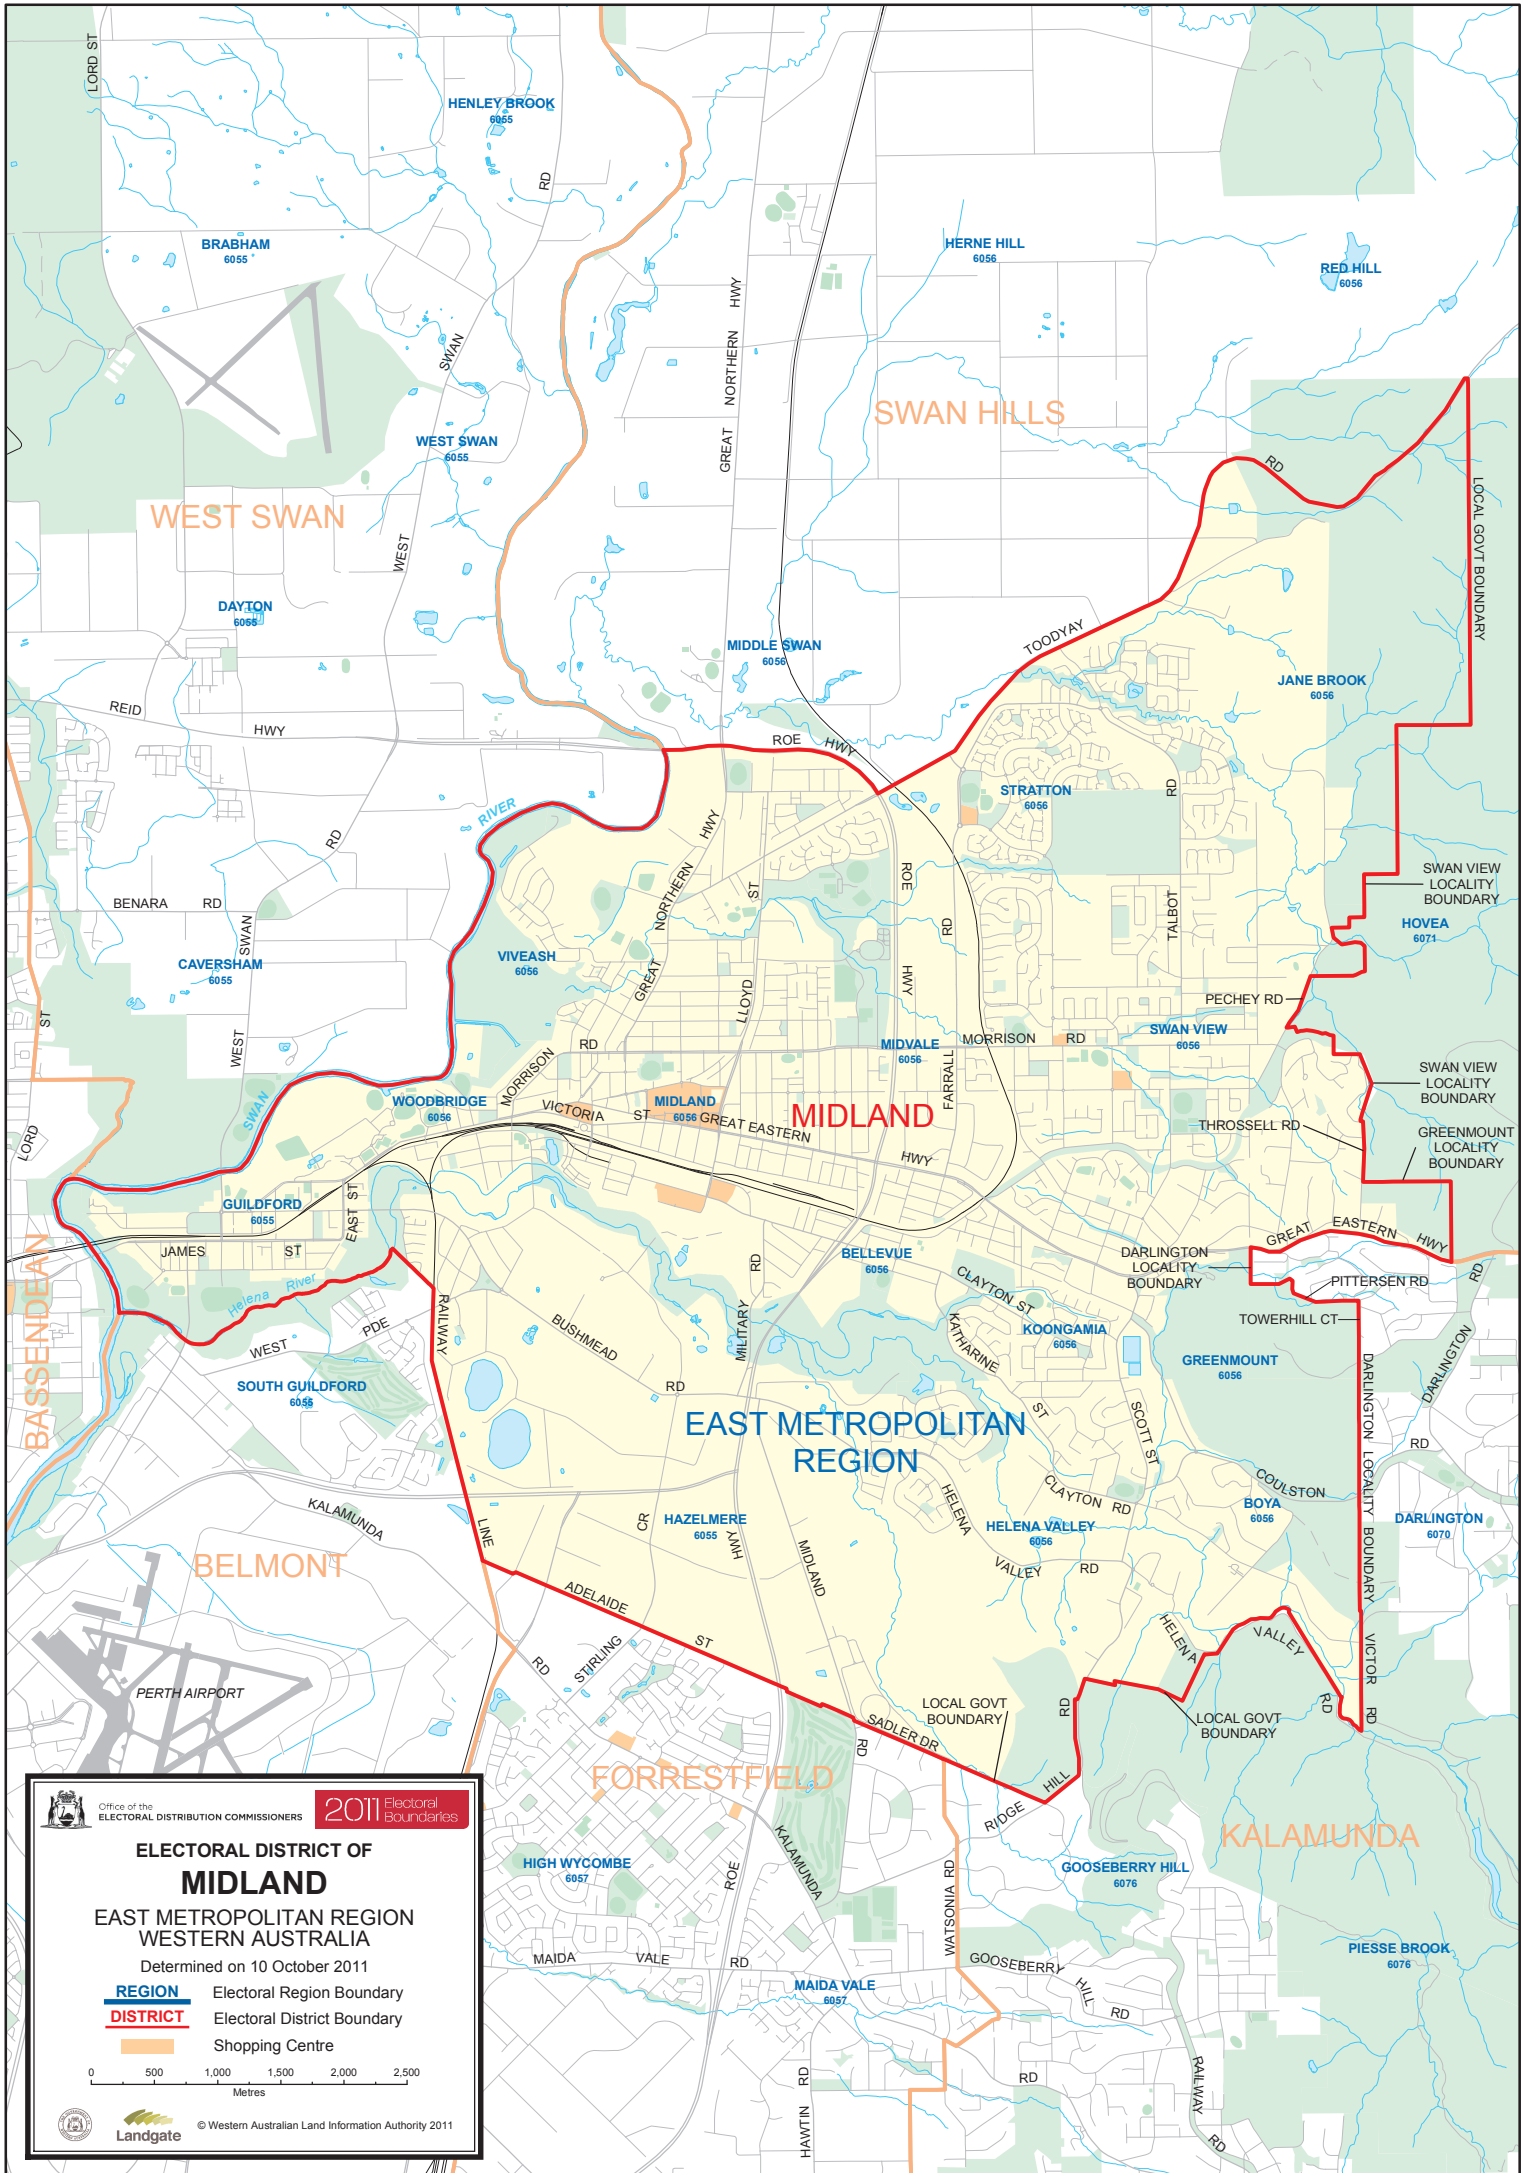 LORD ST
HENLEY BROOK
6055
RD
BRABHAM
6055
HERNE HILL
6056
RED HILL
6056
GREAT NORTHERN HWY
SWAN
WEST SWAN
6055
SWAN HILLS
WEST SWAN
RD
LOCAL GOVT BOUNDARY
WEST
DAYTON
6055
MIDDLE SWAN
6056
TOODYAY
JANE BROOK
6056
REID
HWY
ROE HWY
STRATTON
6056
RD
RIVER
HWY
RD
ROE
SWAN VIEW
LOCALITY
BOUNDARY
BENARA RD
SWAN
NORTHERN
ST
RD
TALBOT
HOVEA
6071
CAVERSHAM
6055
VIVEASH
6056
GREAT
LLOYD
HWY
PECHEY RD
ST
WEST
RD
MORRISON
MIDVALE
6056
MORRISON RD
SWAN VIEW
6056
FARRALL
SWAN VIEW
LOCALITY
BOUNDARY
SWAN
WOODBRIDGE
6056
VICTORIA ST
MIDLAND
6056
GREAT EASTERN
HWY
MIDLAND
THROSSELL RD
GREENMOUNT
LOCALITY
BOUNDARY
LORD
GUILDFORD
6055
EAST ST
JAMES ST
BASSENDEAN
BELLEVUE
6056
GREAT EASTERN HWY
DARLINGTON
LOCALITY
BOUNDARY
PITTERSEN RD
RD
TOWERHILL CT
Helena River
RAILWAY
WEST PDE
BUSHMEAD
RD
MILITARY
RD
CLAYTON ST
KATHARINE
ST
KOONGAMIA
6056
GREENMOUNT
6056
DARLINGTON LOCALITY BOUNDARY
DARLINGTON
RD
SOUTH GUILDFORD
6055
EAST METROPOLITAN
REGION
SCOTT ST
COULSTON
KALAMUNDA
LINE
CR
HAZELMERE
6055
HWY
MIDLAND
HELENA
VALLEY RD
CLAYTON RD
HELENA VALLEY
6056
BOYA
6056
DARLINGTON
6070
BELMONT
ADELAIDE
ST
STIRLING
RD
HELENA
VALLEY
RD
VICTOR
RD
PERTH AIRPORT
LOCAL GOVT
BOUNDARY
SADLER DR
RD
RD
HILL
RIDGE
LOCAL GOVT
BOUNDARY
FORRESTFIELD
KALAMUNDA
KALAMUNDA
HIGH WYCOMBE
6057
ROE
WATSONIA RD
GOOSEBERRY HILL
6076
MAIDA VALE RD
GOOSEBERRY
HILL
RD
PIESSE BROOK
6076
MAIDA VALE
6057
HAWTIN RD
RD
RAILWAY
RD
Office of the
ELECTORAL DISTRIBUTION COMMISSIONERS
2011 Electoral
Boundaries
ELECTORAL DISTRICT OF
MIDLAND
EAST METROPOLITAN REGION
WESTERN AUSTRALIA
Determined on 10 October 2011
REGION Electoral Region Boundary
DISTRICT Electoral District Boundary
Shopping Centre
0 500 1,000 1,500 2,000 2,500
Metres
Landgate
© Western Australian Land Information Authority 2011